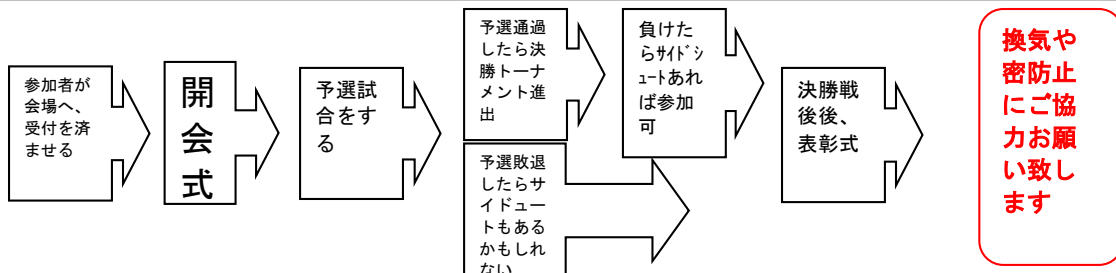 参加者が
会場へ、
受付を済
ませる
開
会
式
予選試
合をす
る
予選通過
したら決
勝トーナ
メント進
出
予選敗退
したらサ
イドュー
トもある
かもしれ
ない
負けた
らｻｲﾄﾞｼ
ｭｰﾄあれ
ば参加
可
決勝戦
後後、
表彰式
換気や
密防止
にご協
力お願
い致し
ます